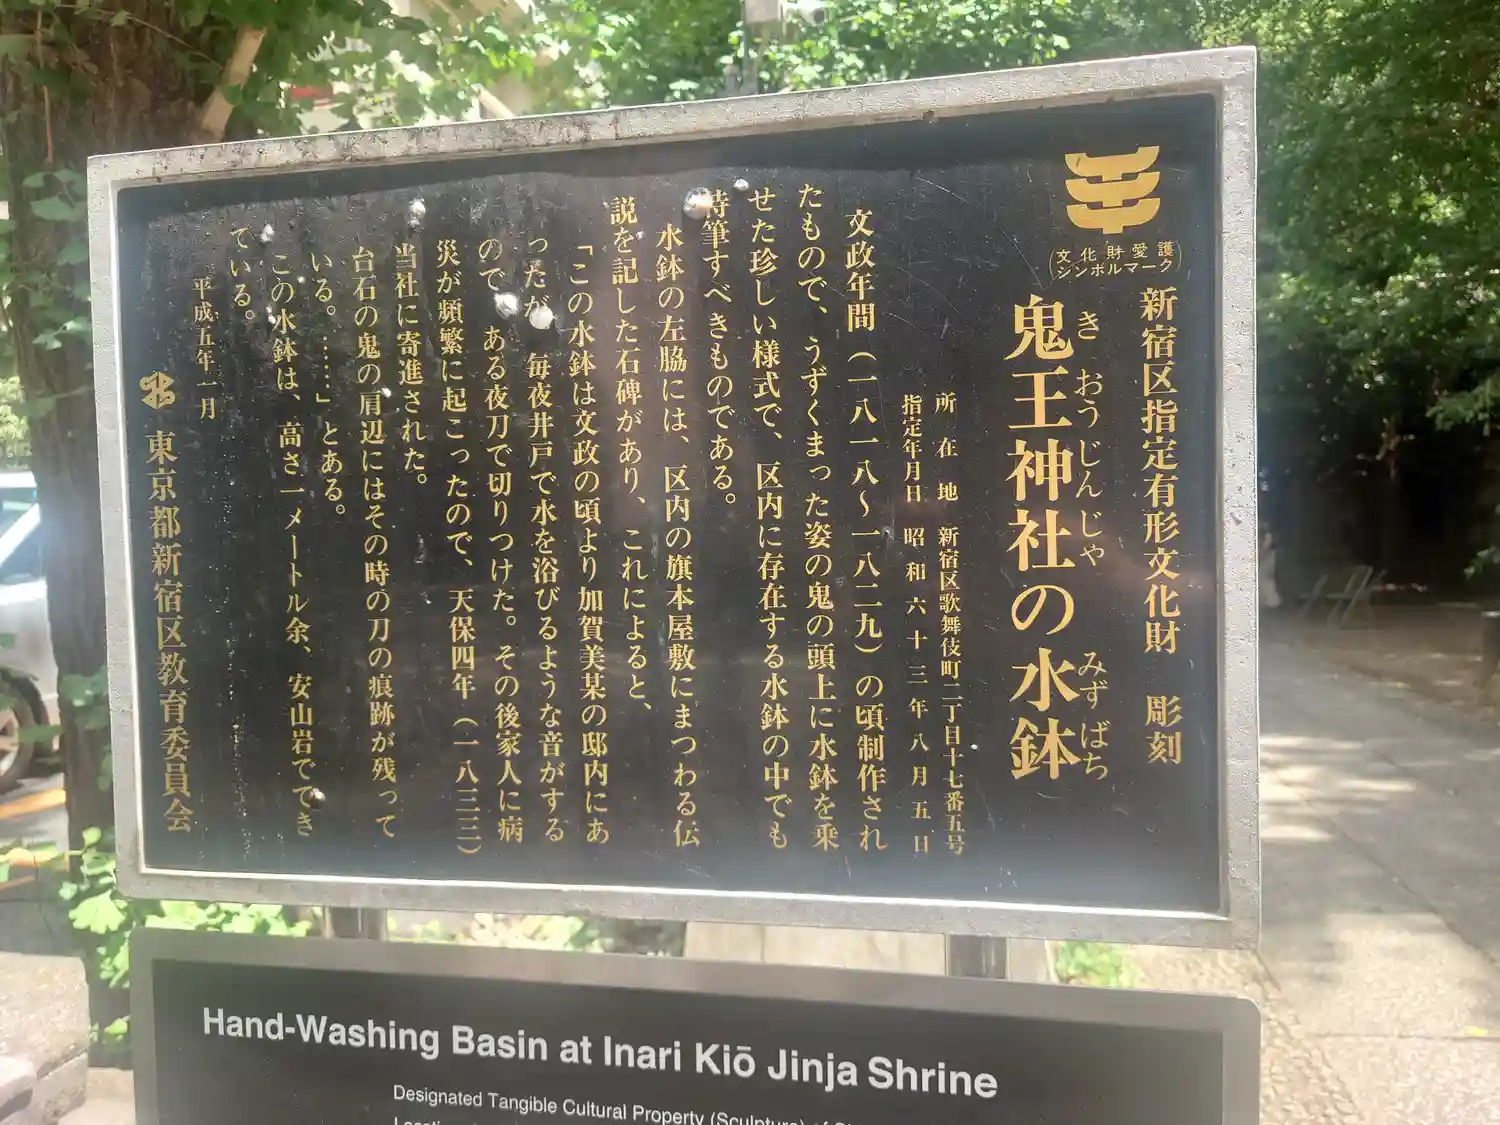 文化財愛護
シンボルマーク
新宿区指定有形文化財 彫刻
きおうじんじゃ みずばち
鬼王神社の水鉢
所在地 新宿区歌舞伎町二丁目十七番五号
指定年月日 昭和六十三年八月五日
文政年間（一八一八〜一八二九）の頃制作され
たもので、うずくまった姿の鬼の頭上に水鉢を乗
せた珍しい様式で、区内に存在する水鉢の中でも
特筆すべきものである。
水鉢の左脇には、区内の旗本屋敷にまつわる伝
説を記した石碑があり、これによると、
「この水鉢は文政の頃より加賀美某の邸内にあ
ったが、毎夜井戸で水を浴びるような音がする
ので、ある夜刀で切りつけた。その後家人に病
災が頻繁に起こったので、天保四年（一八三三）
当社に寄進された。
台石の鬼の肩辺にはその時の刀の痕跡が残って
いる。……」とある。
この水鉢は、高さ一メートル余、安山岩でてき
ている。
平成五年一月
東京都新宿区教育委員会
Hand-Washing Basin at Inari Kiō Jinja Shrine
Designated Tangible Cultural Property (Sculpture) of